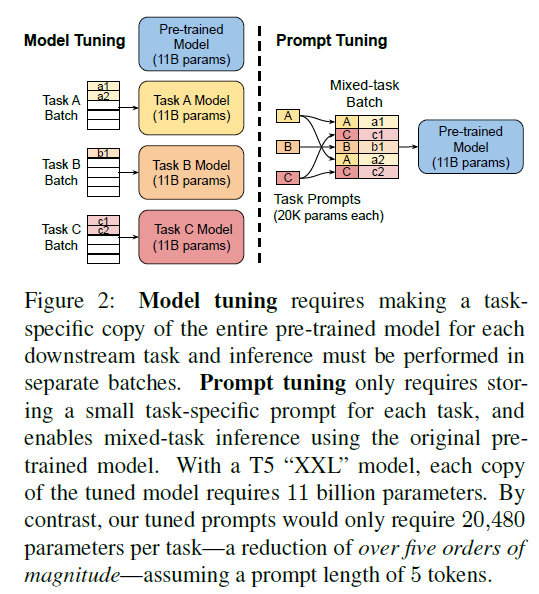 Model Tuning
Pre-trained
Model
(11B params)
a1
a2
Task A
Batch
Task A Model
(11B params)
b1
Task B
Batch
Task B Model
(11B params)
c1
c2
Task C
Batch
Task C Model
(11B params)
Prompt Tuning
Mixed-task
Batch
A
B
C
A a1
C c1
B b1
A a2
C c2
Task Prompts
(20K params each)
Pre-trained
Model
(11B params)
Figure 2: Model tuning requires making a task-
specific copy of the entire pre-trained model for each
downstream task and inference must be performed in
separate batches. Prompt tuning only requires stor-
ing a small task-specific prompt for each task, and
enables mixed-task inference using the original pre-
trained model. With a T5 “XXL” model, each copy
of the tuned model requires 11 billion parameters. By
contrast, our tuned prompts would only require 20,480
parameters per task—a reduction of over five orders of
magnitude—assuming a prompt length of 5 tokens.